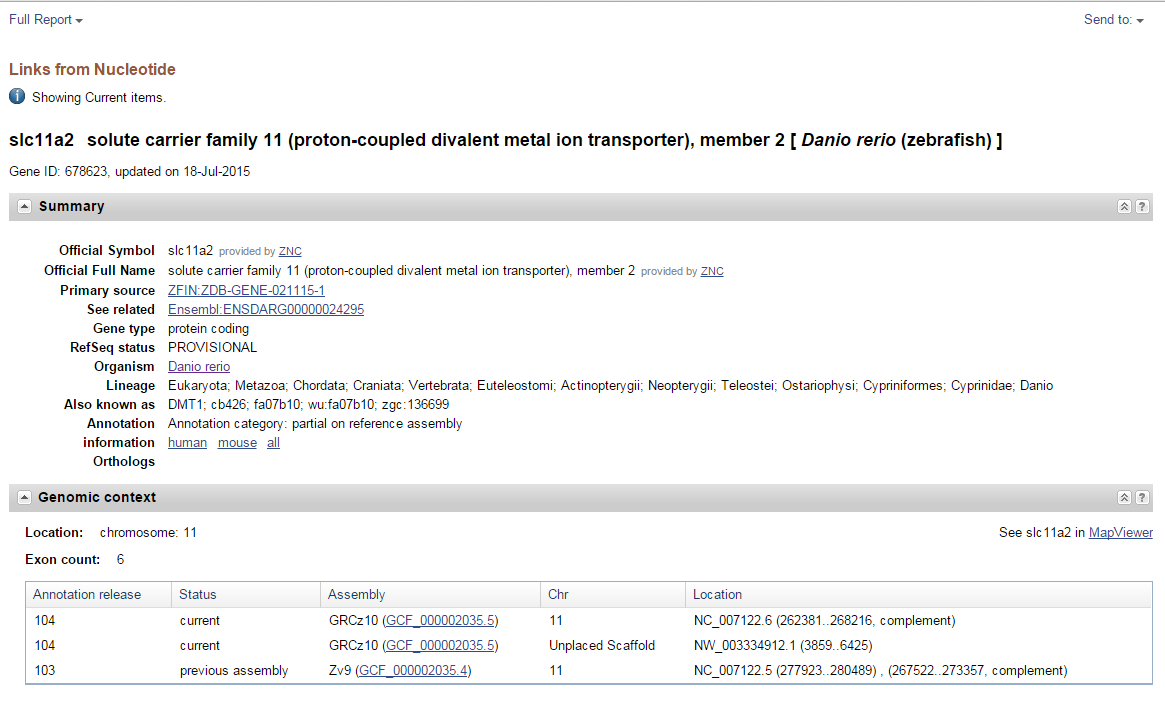 Full Report
Send to:
Links from Nucleotide
Showing Current items.
slc11a2 solute carrier family 11 (proton-coupled divalent metal ion transporter), member 2 [ Danio rerio (zebrafish) ]
Gene ID: 678623, updated on 18-Jul-2015
Summary ?
Official Symbol slc11a2 provided by ZNC
Official Full Name solute carrier family 11 (proton-coupled divalent metal ion transporter), member 2 provided by ZNC
Primary source ZFIN:ZDB-GENE-021115-1
See related Ensembl:ENSDARG00000024295
Gene type protein coding
RefSeq status PROVISIONAL
Organism Danio rerio
Lineage Eukaryota; Metazoa; Chordata; Craniata; Vertebrata; Euteleostomi; Actinopterygii; Neopterygii; Teleostei; Ostariophysi; Cypriniformes; Cyprinidae; Danio
Also known as DMT1; cb426; fa07b10; wu:fa07b10; zgc:136699
Annotation Annotation category: partial on reference assembly
information human mouse all
Orthologs
Genomic context ?
Location: chromosome: 11
See slc11a2 in MapViewer
Exon count: 6
Annotation release Status Assembly Chr Location
104 current GRCz10 (GCF_000002035.5) 11 NC_007122.6 (262381..268216, complement)
104 current GRCz10 (GCF_000002035.5) Unplaced Scaffold NW_003334912.1 (3859..6425)
103 previous assembly Zv9 (GCF_000002035.4) 11 NC_007122.5 (277923..280489) , (267522..273357, complement)